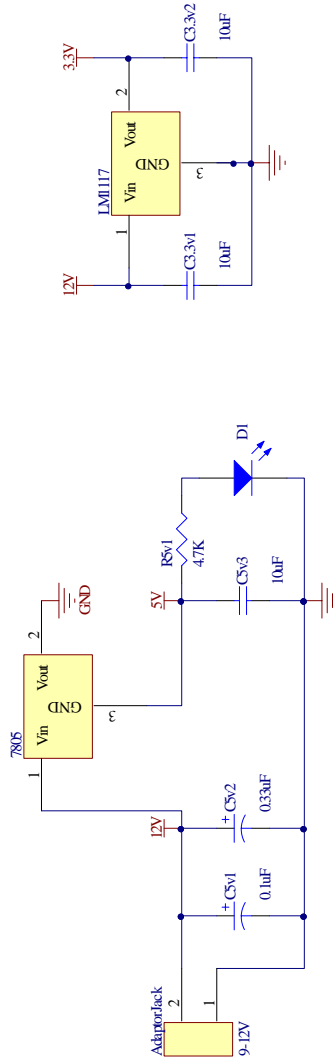 AdaptorJack
2
1
9-12V
C5v1
0.1uF
12V
C5v2
0.33uF
7805
1
Vin
GND
Vout
2
3
GND
5V
R5v1
4.7K
C5v3
10uF
D1
12V
C3.3v1
10uF
LM1117
1
Vin
GND
Vout
2
3
3.3V
C3.3v2
10uF